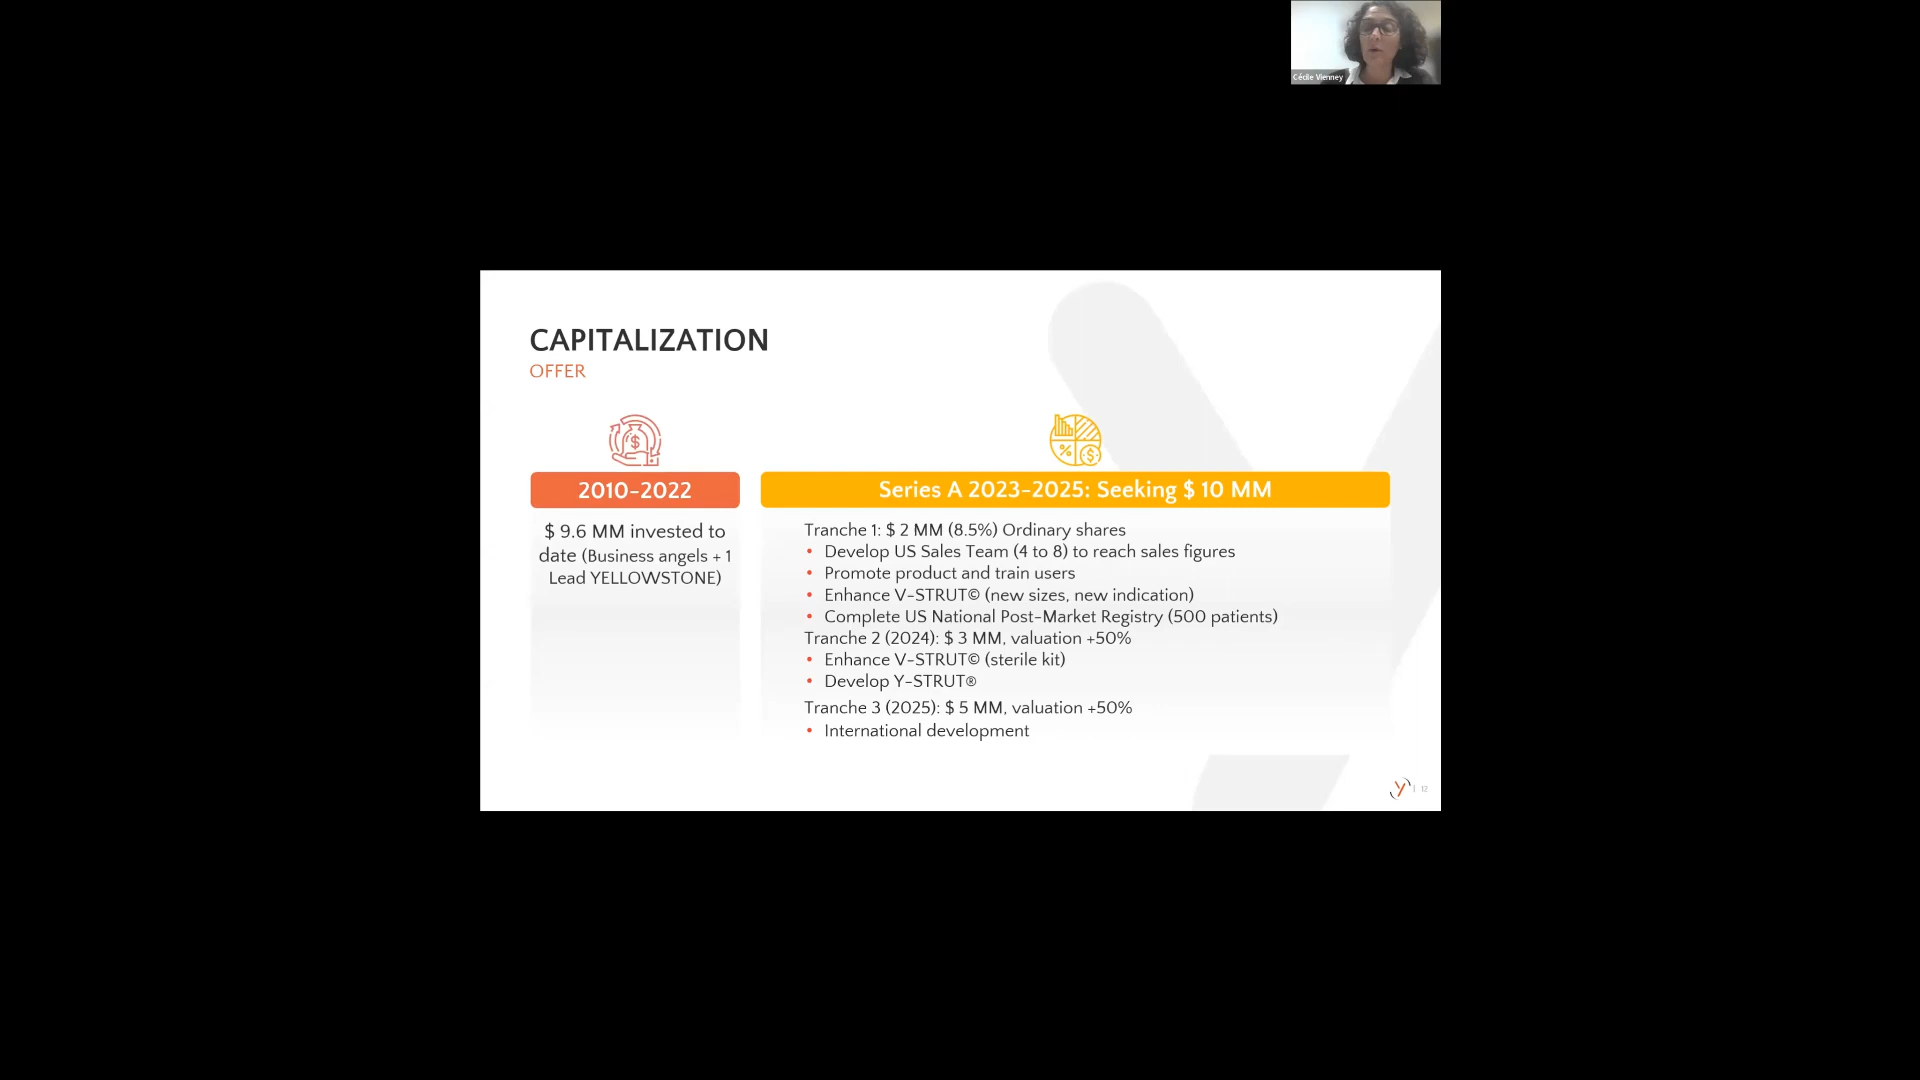 Cécile Vienney
CAPITALIZATION
OFFER
2010-2022
$ 9.6 MM invested to
date (Business angels + 1
Lead YELLOWSTONE)
Series A 2023-2025: Seeking $ 10 MM
Tranche 1: $ 2 MM (8.5%) Ordinary shares
• Develop US Sales Team (4 to 8) to reach sales figures
• Promote product and train users
• Enhance V-STRUT© (new sizes, new indication)
• Complete US National Post-Market Registry (500 patients)
Tranche 2 (2024): $ 3 MM, valuation +50%
• Enhance V-STRUT© (sterile kit)
• Develop Y-STRUT®
Tranche 3 (2025): $ 5 MM, valuation +50%
• International development
Y | 12